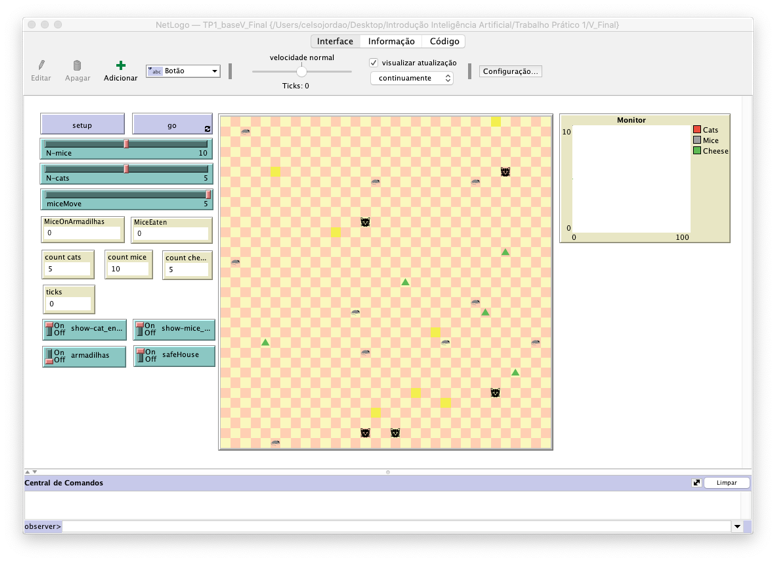 NetLogo — TP1_baseV_Final {/Users/celsojordao/Desktop/Introdução Inteligência Artificial/Trabalho Prático 1/V_Final}
Interface Informação Código
Editar Apagar Adicionar abc Botão
velocidade normal
Ticks: 0
visualizar atualização
continuamente
Configuração...
setup go
N-mice 10
N-cats 5
miceMove 5
MiceOnArmadilhas MiceEaten
0 0
count cats count mice count che...
5 10 5
ticks
0
On Off show-cat_en... On Off show-mice_...
On Off armadilhas On Off safeHouse
Monitor
10
0
0 100
Cats
Mice
Cheese
Central de Comandos Limpar
observer>